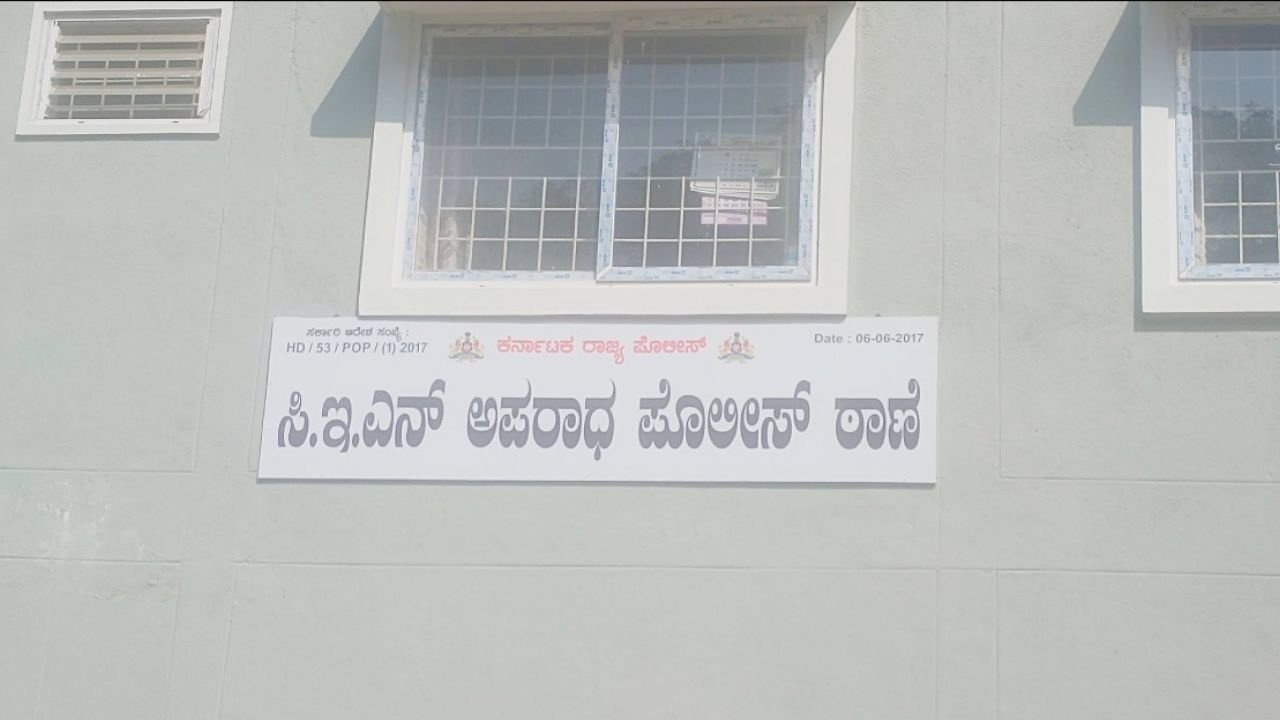 ಸರ್ಕಾರಿ ಆದೇಶ ಸಂಖ್ಯೆ :
HD / 53 / POP / (1) 2017
ಕರ್ನಾಟಕ ರಾಜ್ಯ ಪೊಲೀಸ್
Date : 06-06-2017
ಸಿ.ಇ.ಎನ್ ಅಪರಾಧ ಪೊಲೀಸ್ ಠಾಣೆ